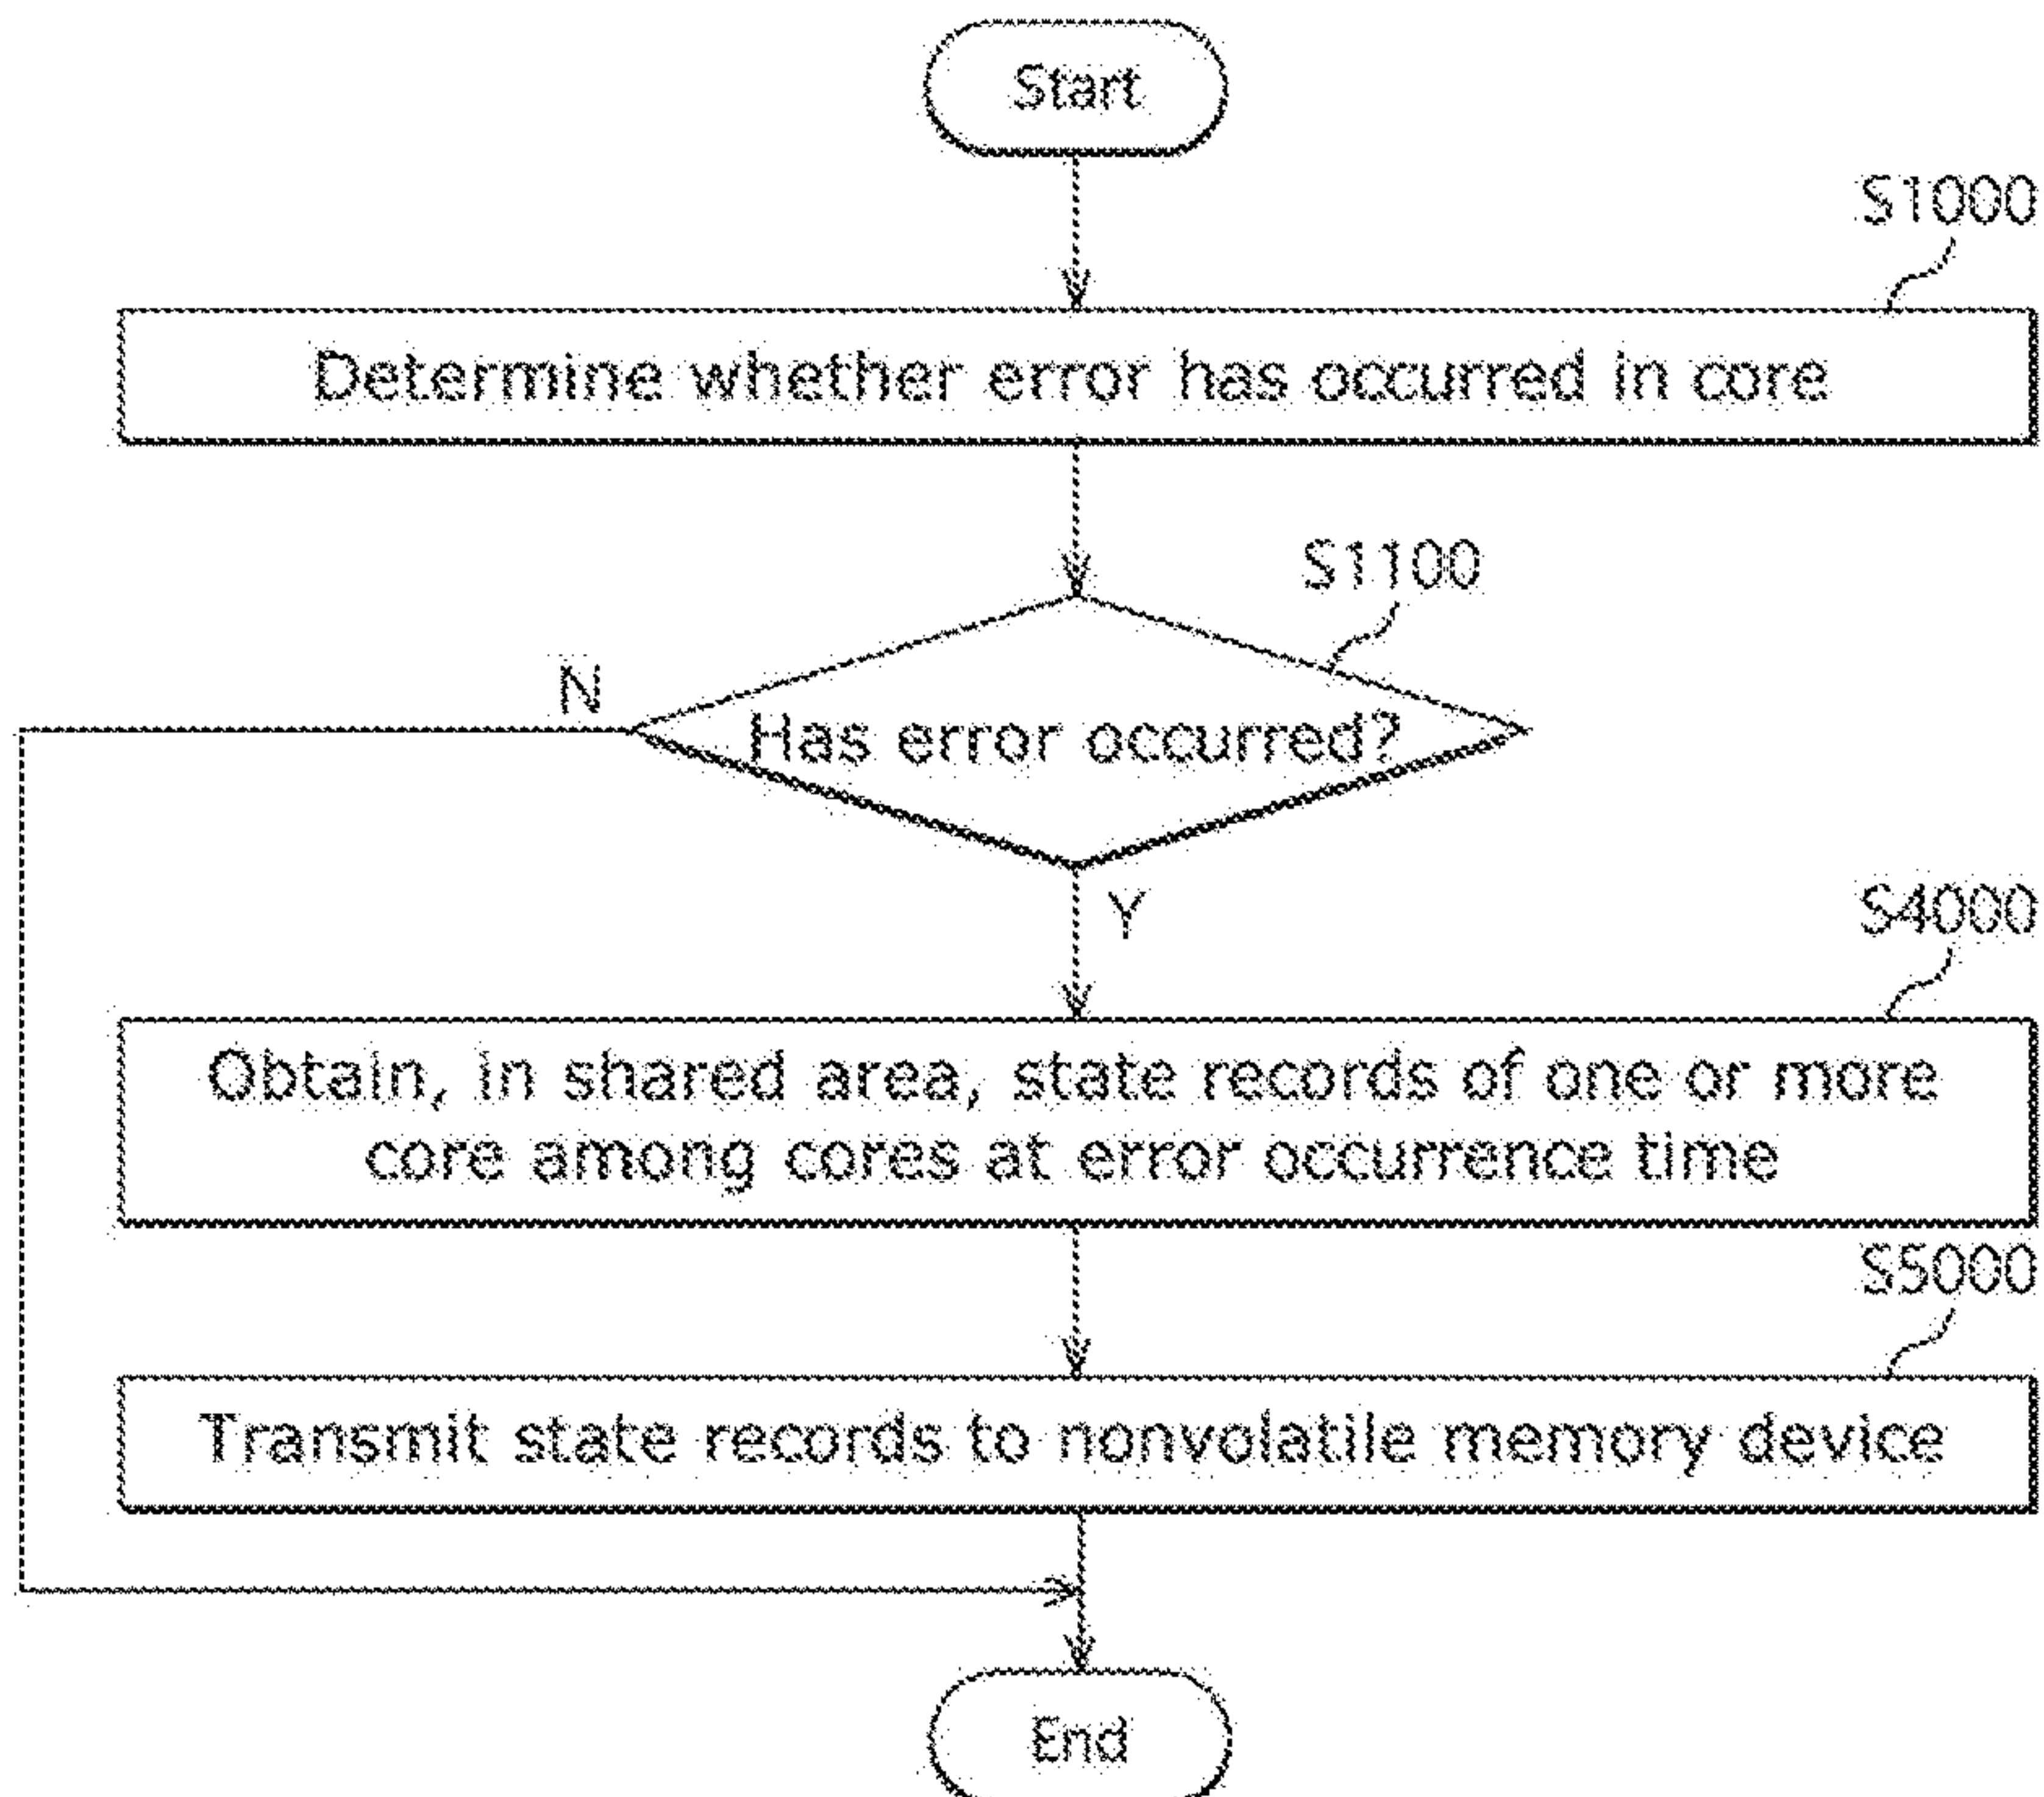 Start
S1000
Determine whether error has occurred in core
S1100
N
Has error occurred?
Y
S4000
Obtain, in shared area, state records of one or more
core among cores at error occurrence time
S5000
Transmit state records to nonvolatile memory device
End